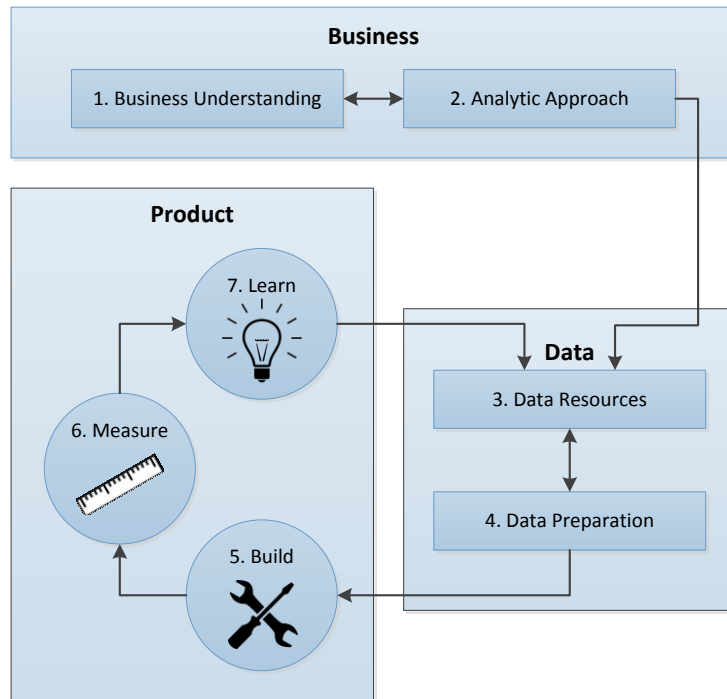 Business
1. Business Understanding
2. Analytic Approach
Product
7. Learn
6. Measure
5. Build
Data
3. Data Resources
4. Data Preparation